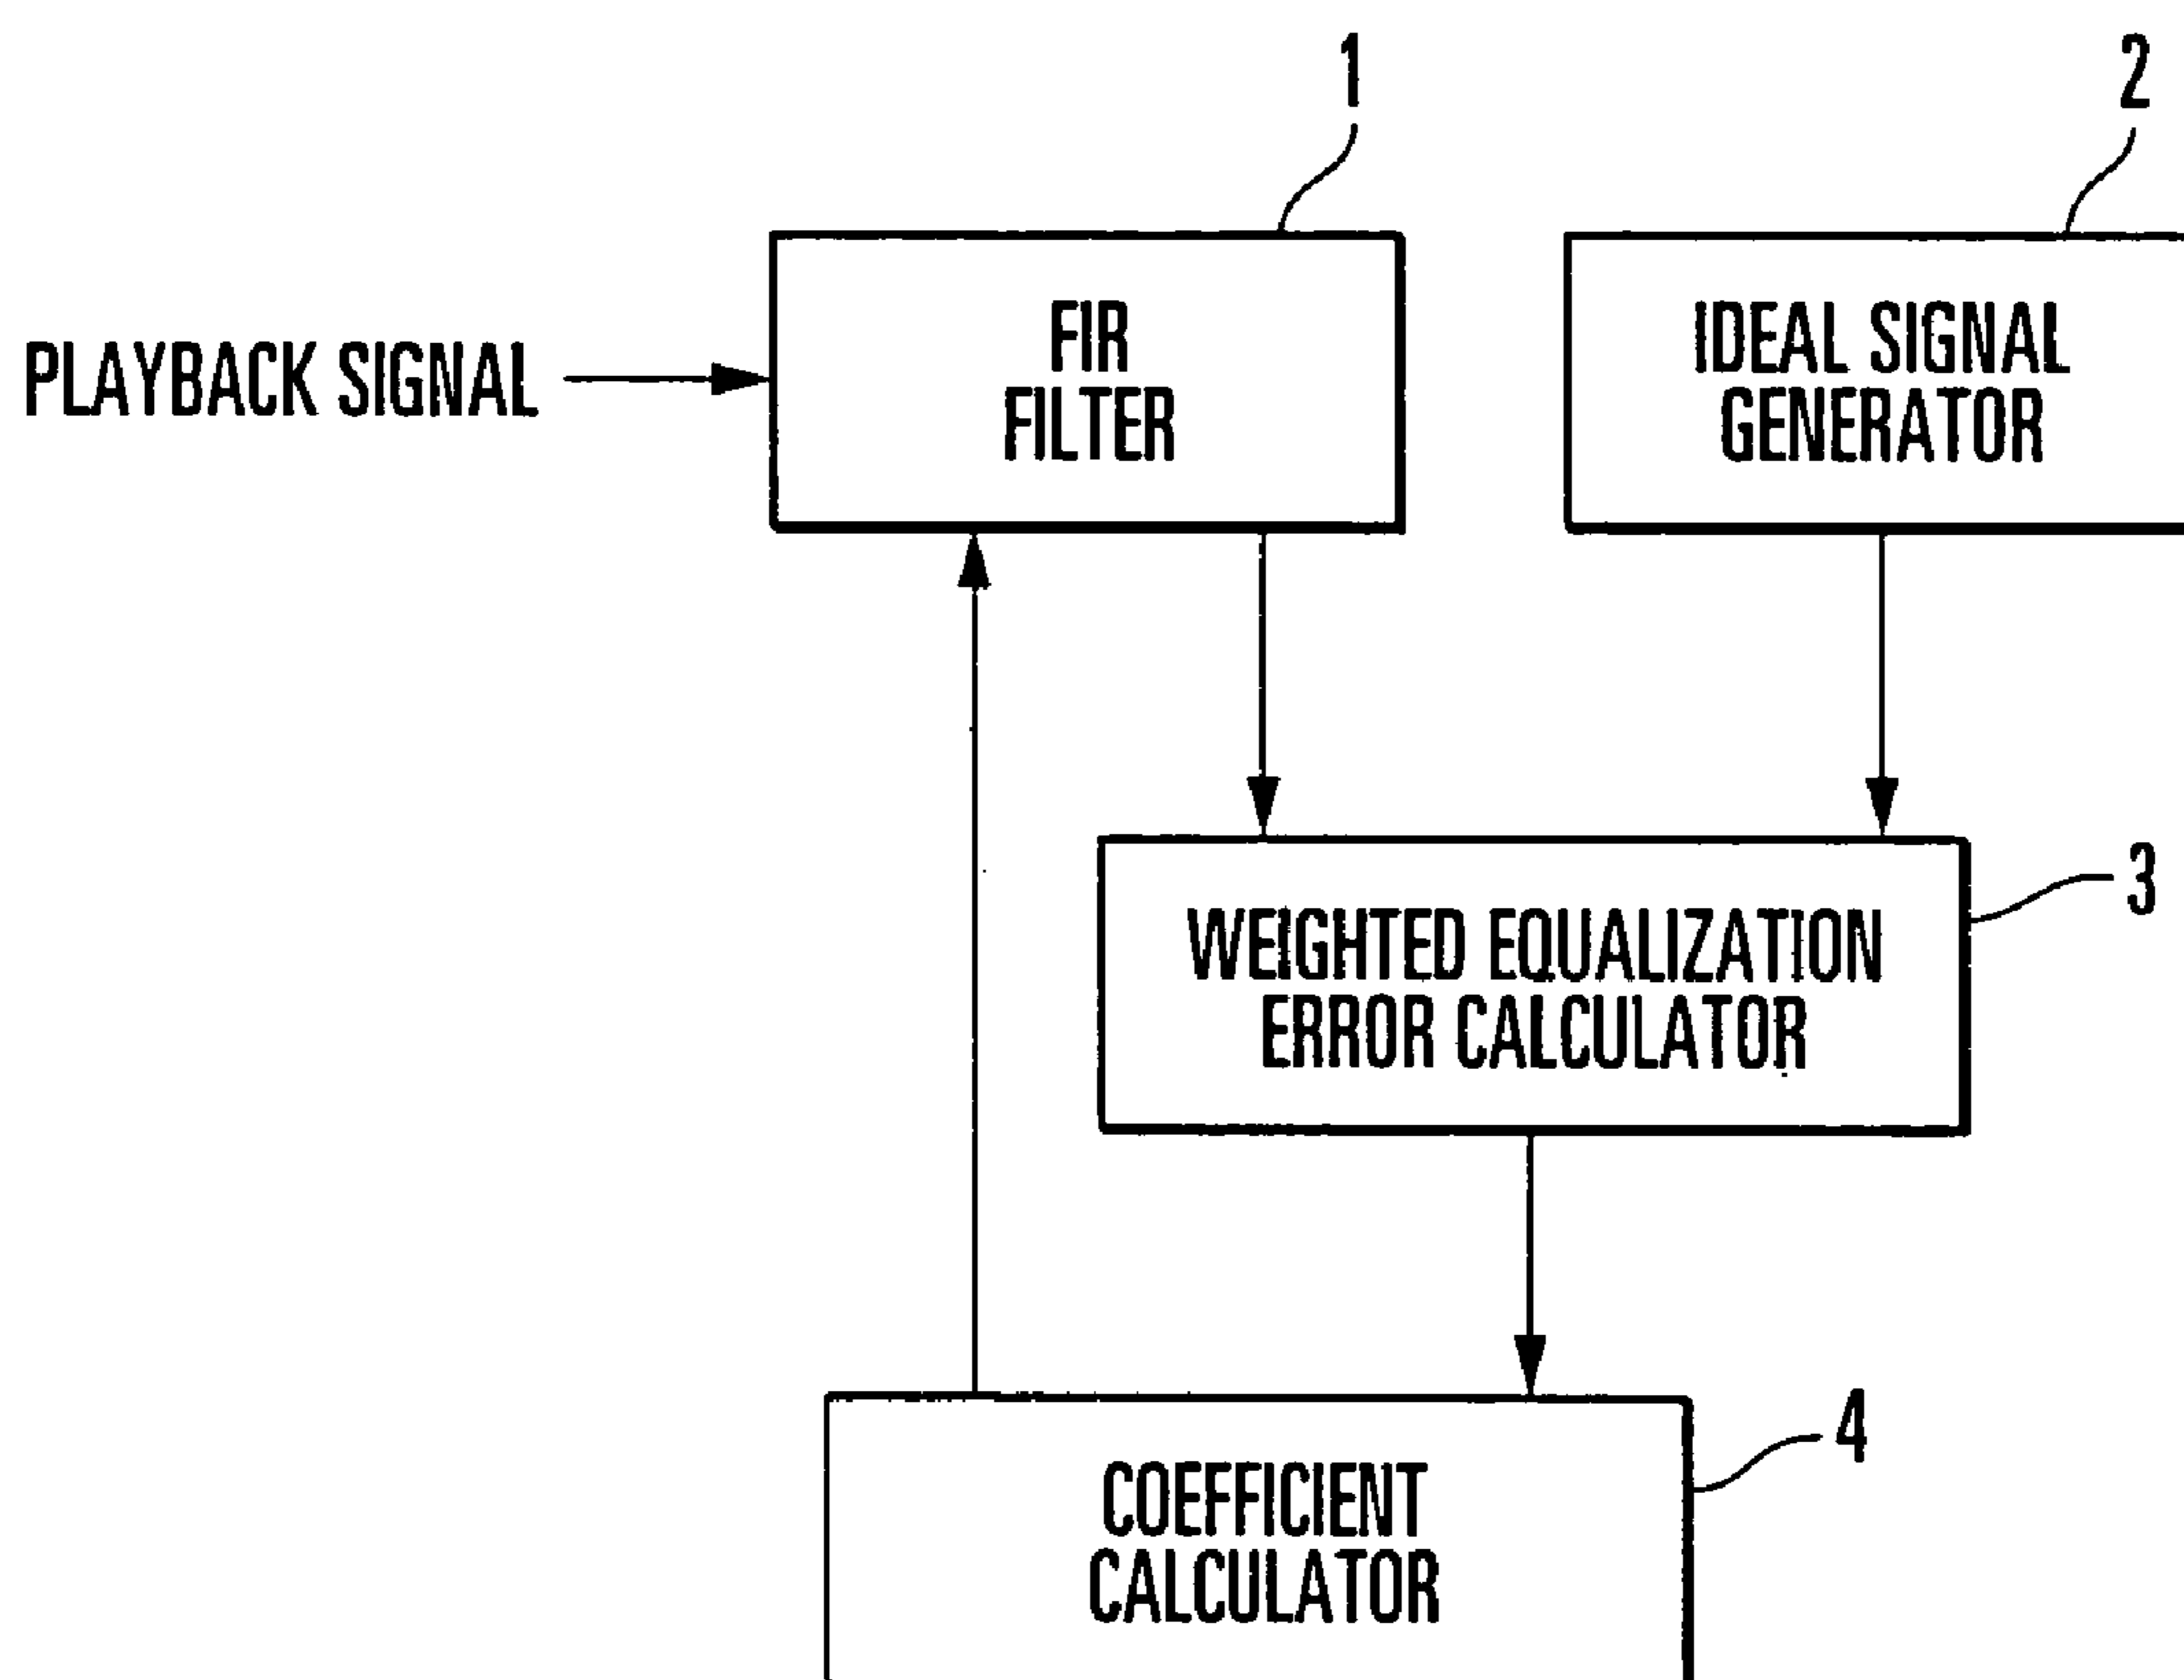 1
2
FIR
FILTER
IDEAL SIGNAL
GENERATOR
PLAYBACK SIGNAL
3
WEIGHTED EQUALIZATION
ERROR CALCULATOR
4
COEFFICIENT
CALCULATOR